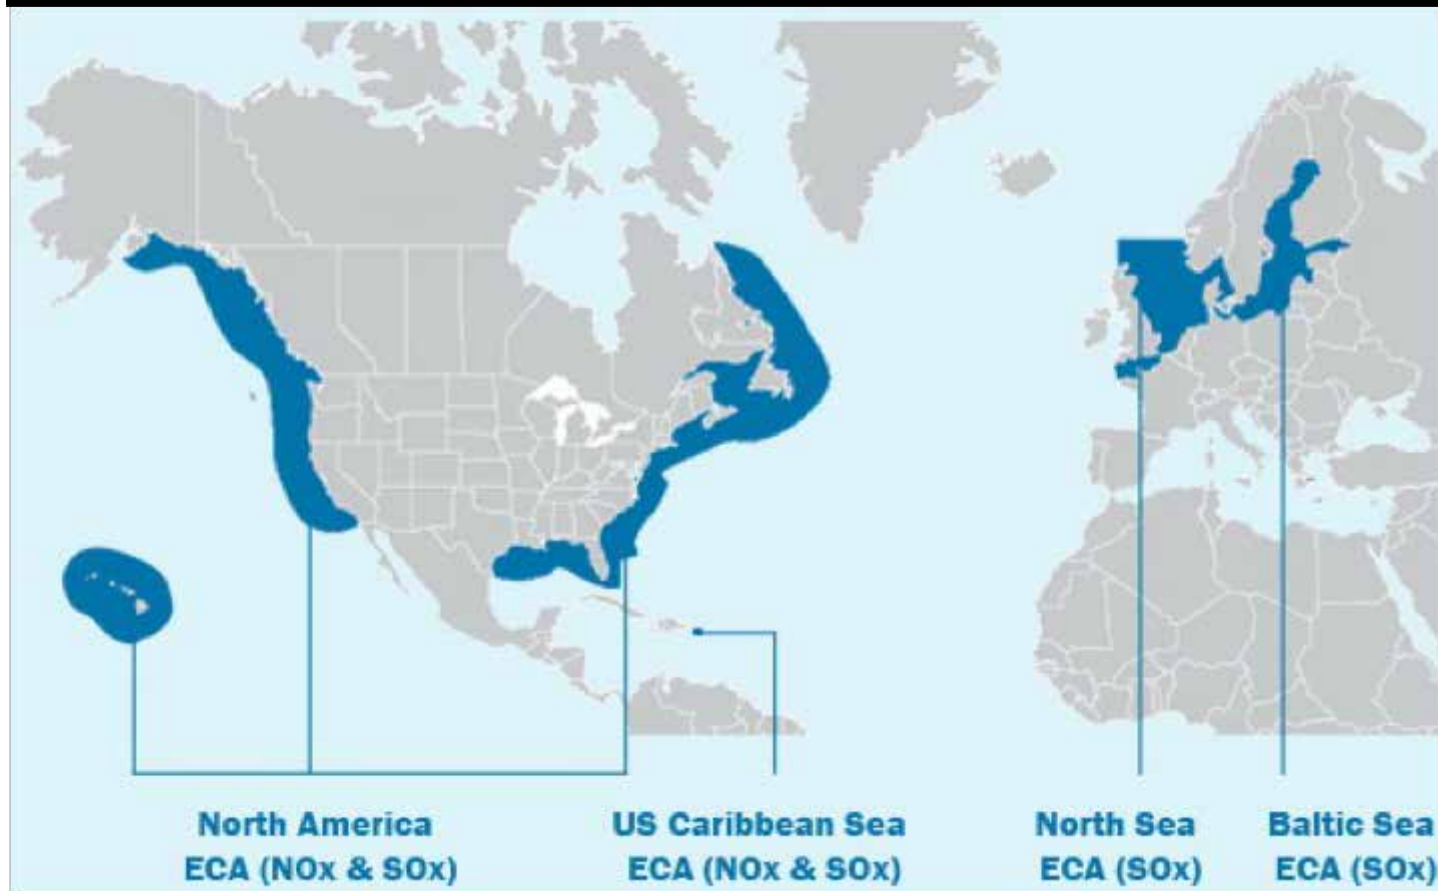 North America
ECA (NOx & SOx)
US Caribbean Sea
ECA (NOx & SOx)
North Sea
ECA (SOx)
Baltic Sea
ECA (SOx)